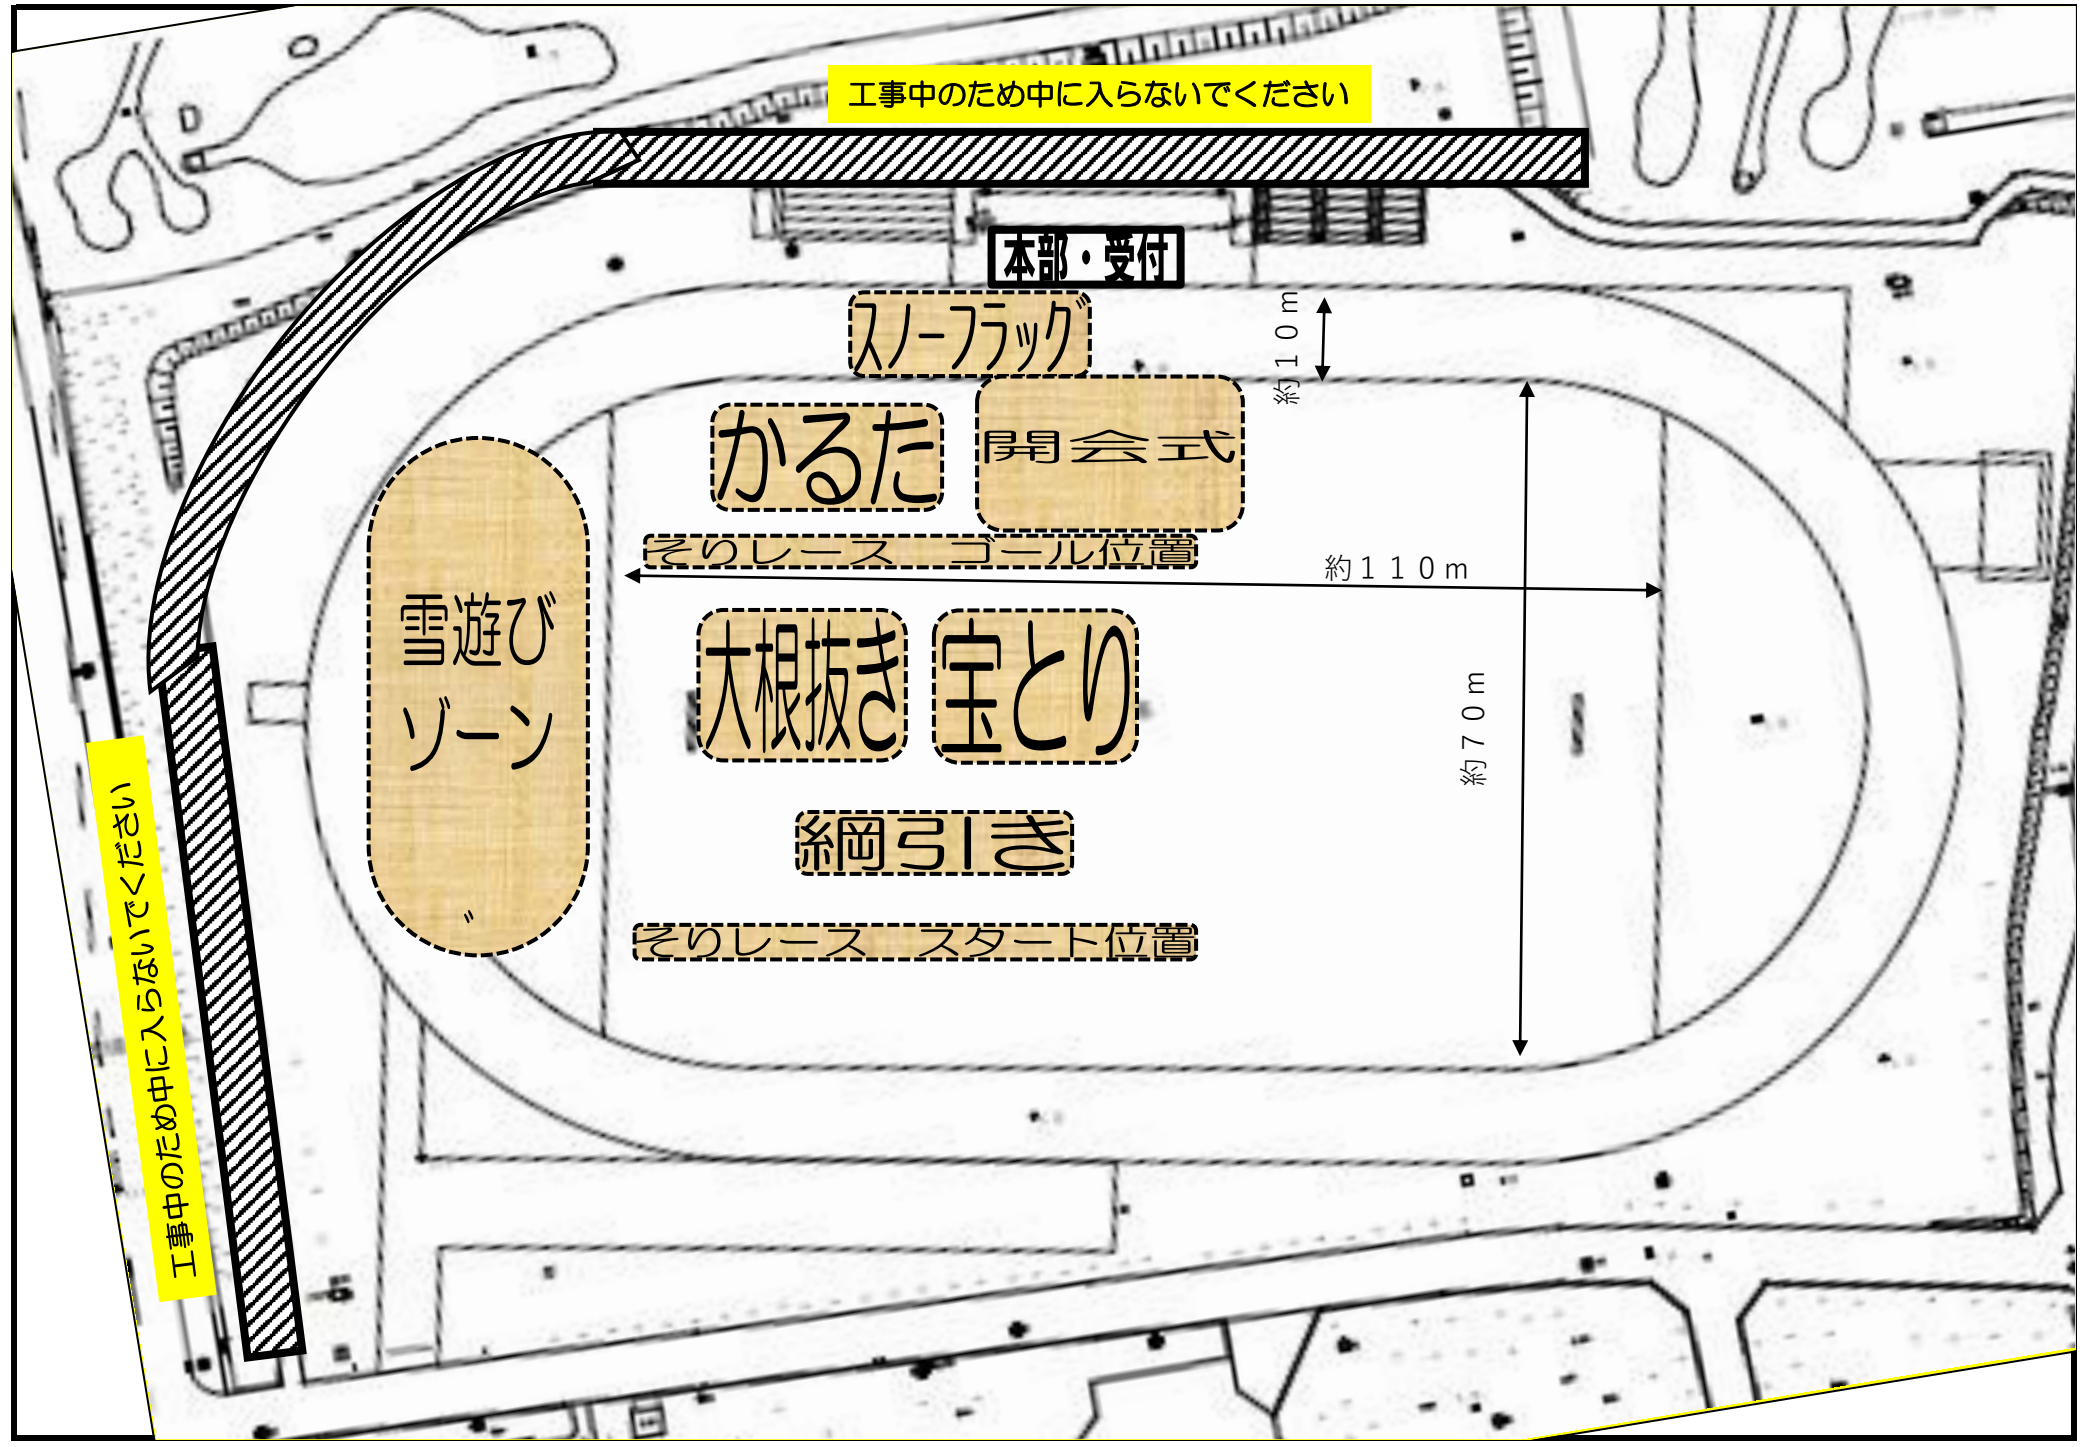 工事中のため中に入らないでください
本部・受付
スノーフラッグ
約10m
かるた
開会式
そりレース　ゴール位置
約110m
雪遊び
ゾーン
大根抜き
宝とり
約70m
綱引き
そりレース　スタート位置
工事中のため中に入らないでください